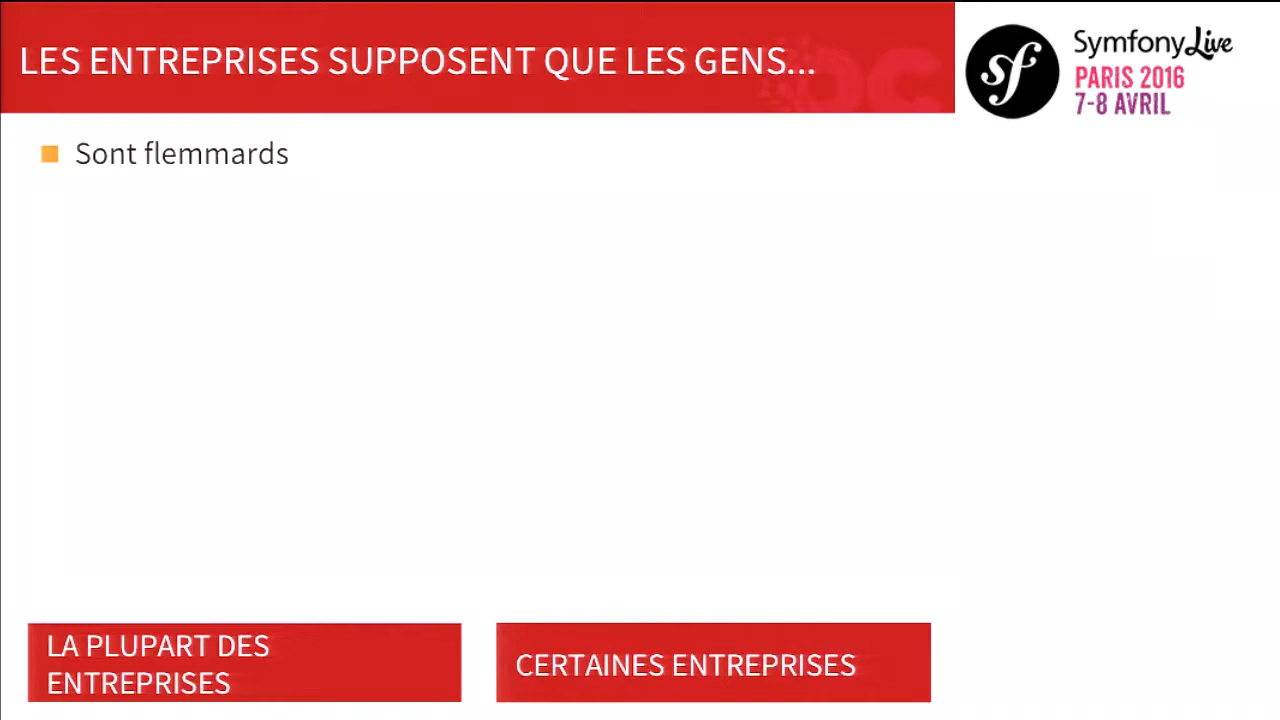 LES ENTREPRISES SUPPOSENT QUE LES GENS...
SymfonyLive
PARIS 2016
7-8 AVRIL
Sont flemmards
LA PLUPART DES
ENTREPRISES
CERTAINES ENTREPRISES